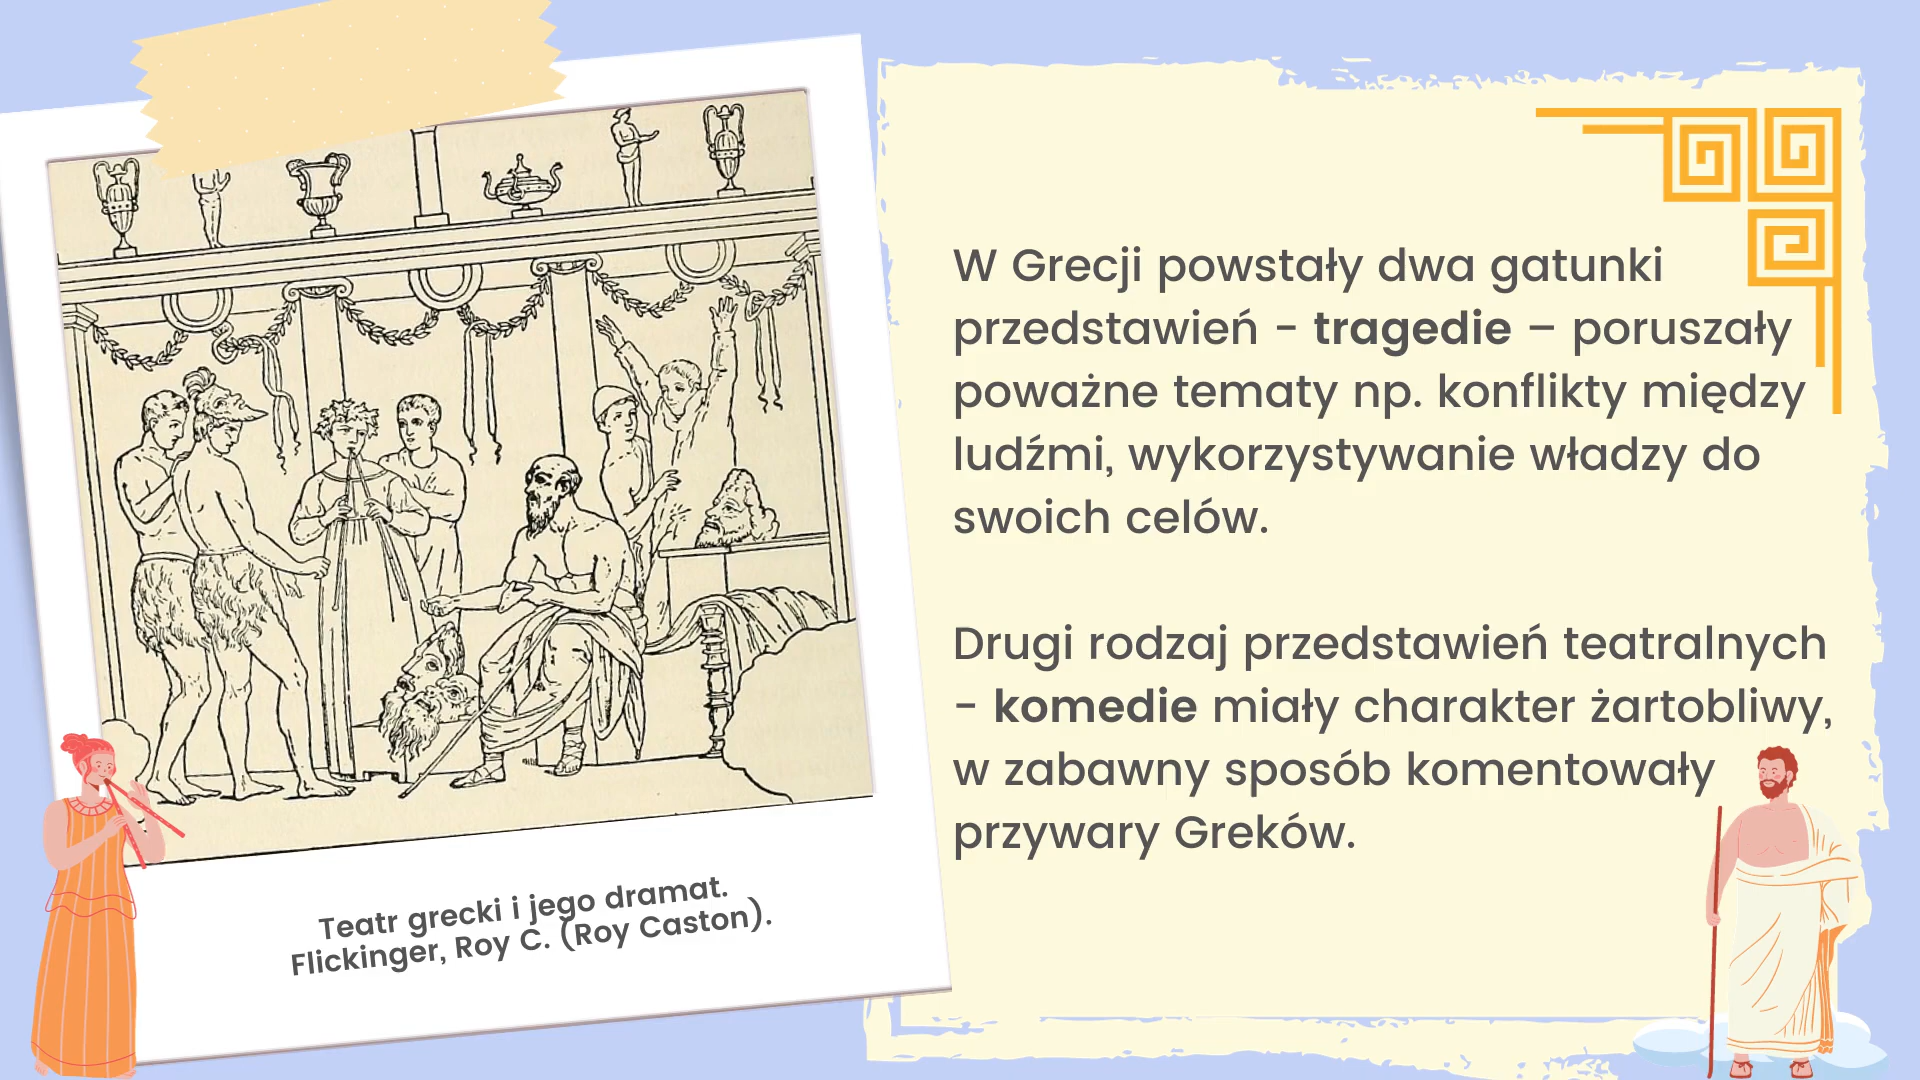 W Grecji powstały dwa gatunki
przedstawień - tragedie – poruszały
poważne tematy np. konflikty między
ludźmi, wykorzystywanie władzy do
swoich celów.
Drugi rodzaj przedstawień teatralnych
- komedie miały charakter żartobliwy,
w zabawny sposób komentowały
przywary Greków.
Teatr grecki i jego dramat.
Flickinger, Roy C. (Roy Caston).